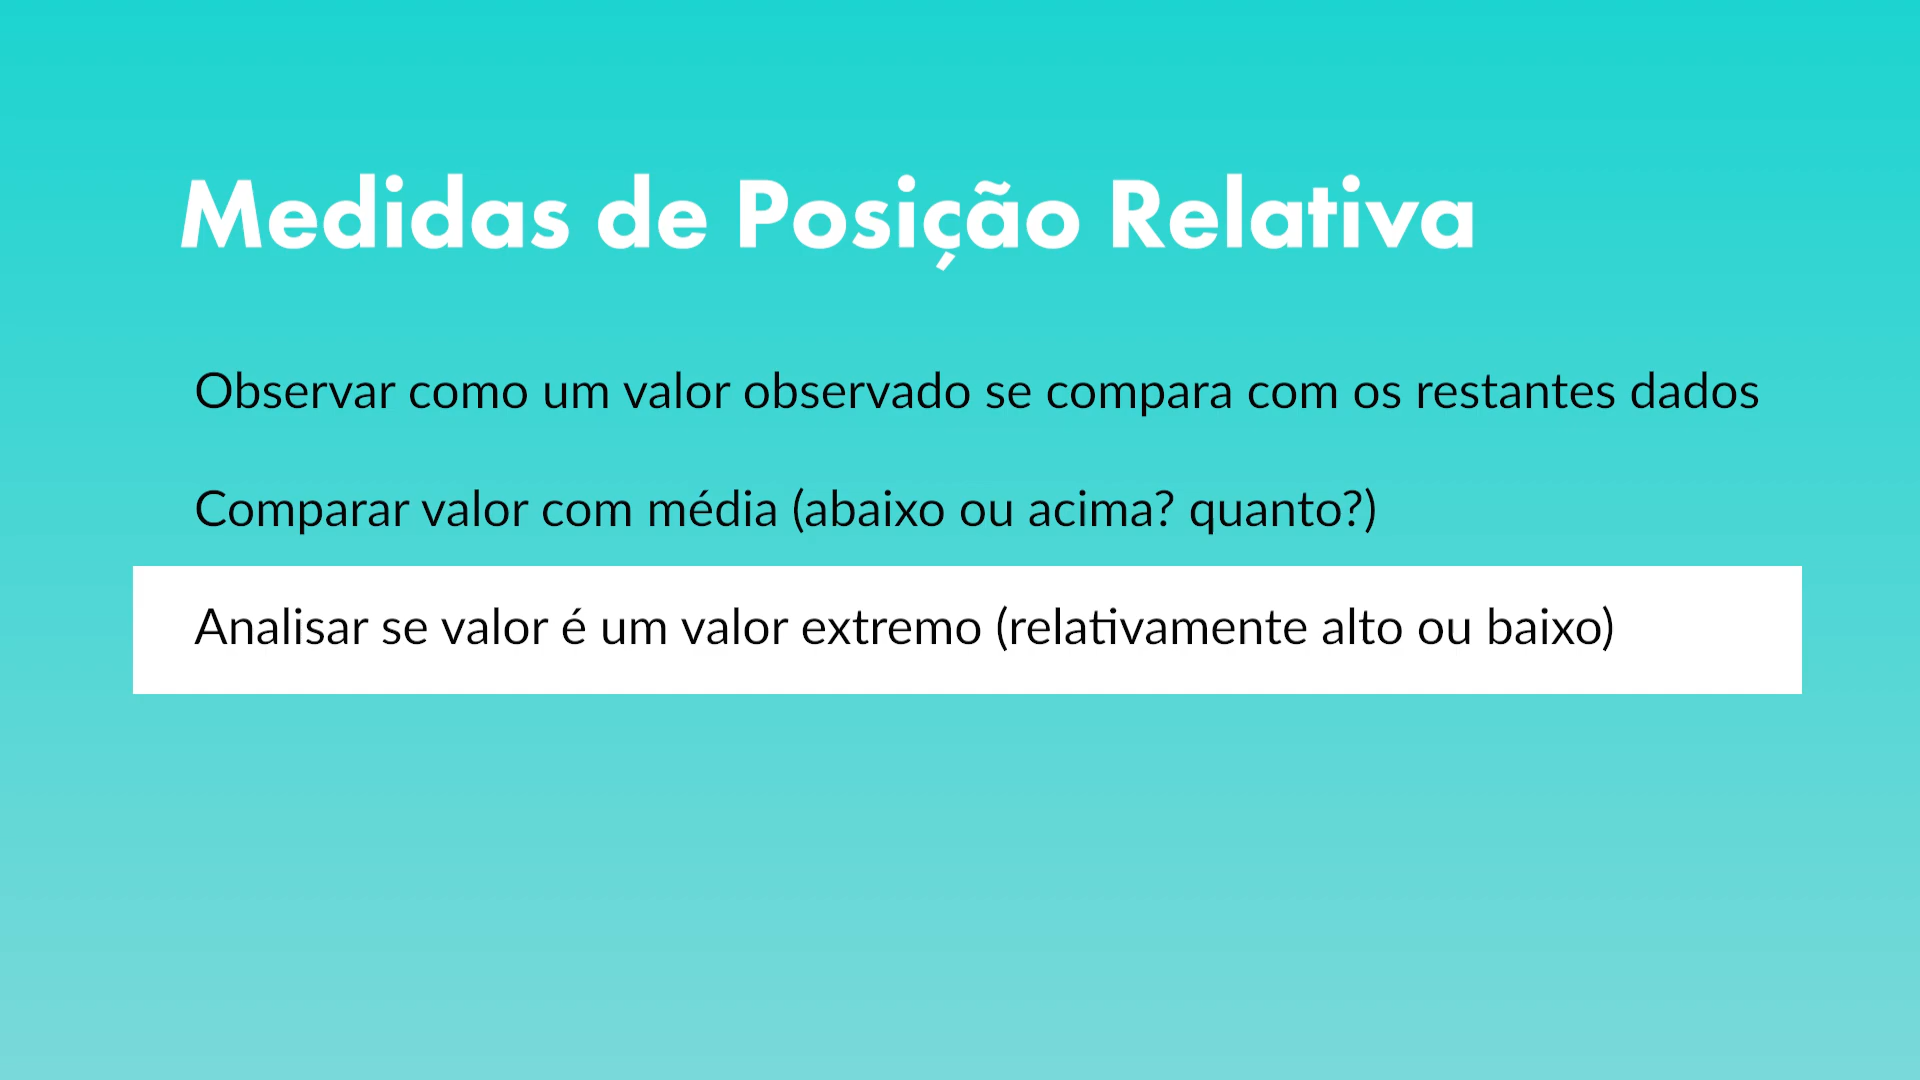 Medidas de Posição Relativa
Observar como um valor observado se compara com os restantes dados
Comparar valor com média (abaixo ou acima? quanto?)
Analisar se valor é um valor extremo (relativamente alto ou baixo)